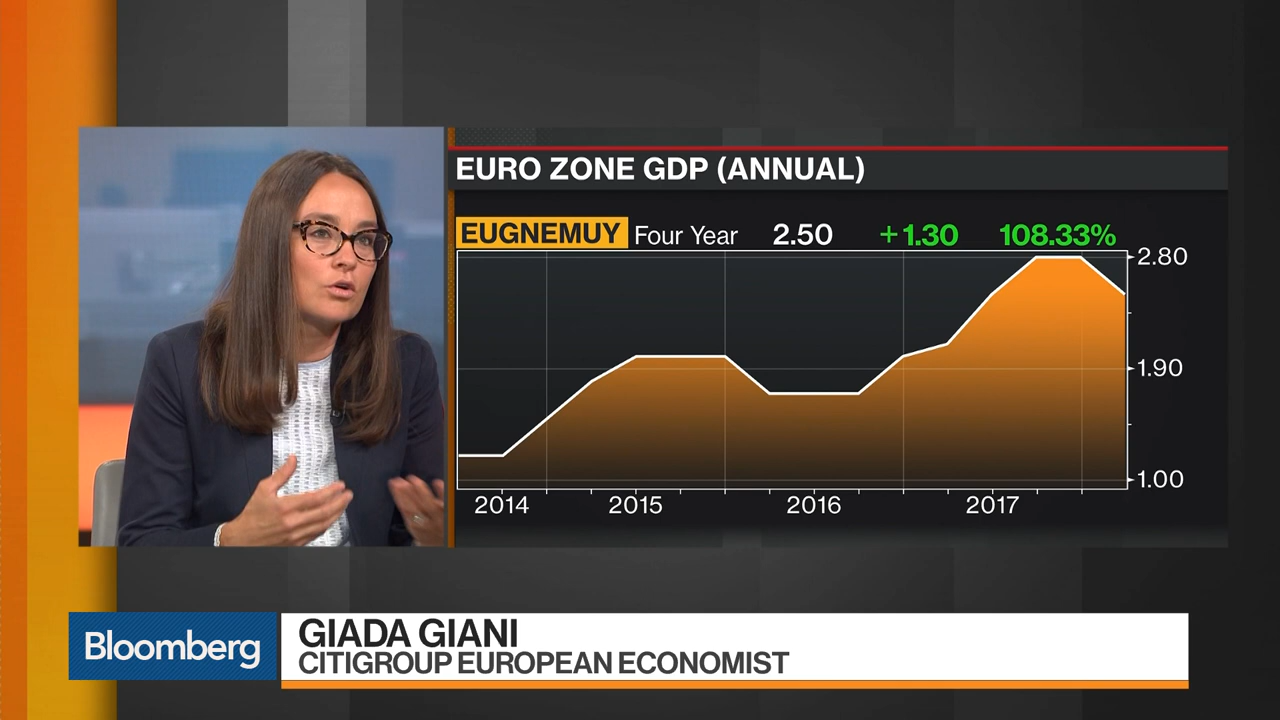 EURO ZONE GDP (ANNUAL)
EUGNEMUY Four Year 2.50 +1.30 108.33%
2.80
1.90
1.00
2014 2015 2016 2017
Bloomberg
GIADA GIANI
CITIGROUP EUROPEAN ECONOMIST